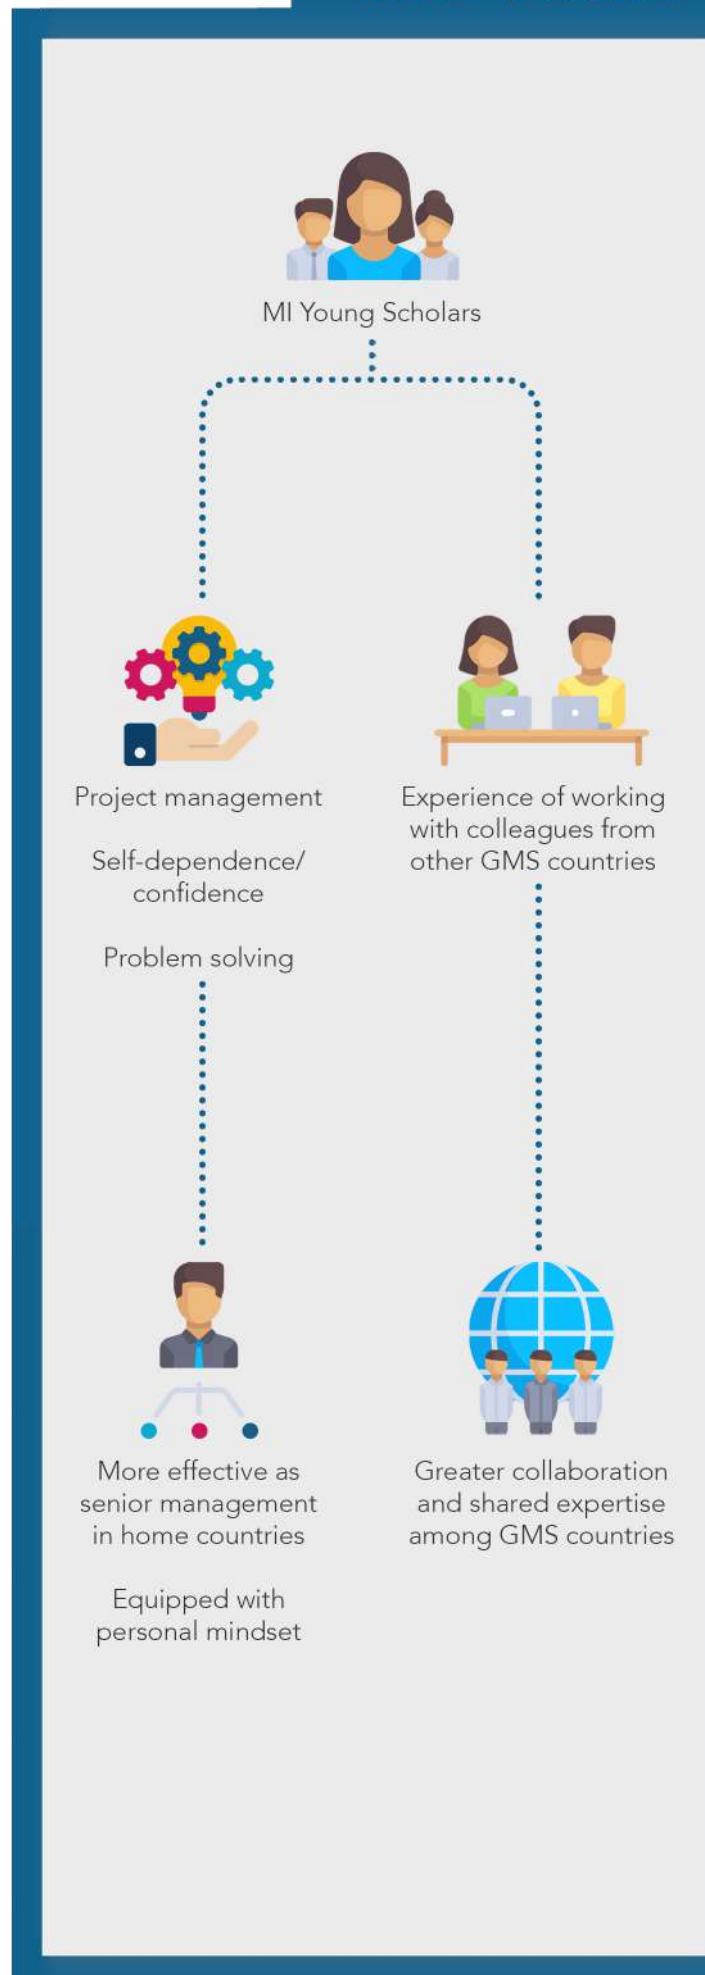 MI Young Scholars
Project management
Self-dependence/
confidence
Problem solving
Experience of working
with colleagues from
other GMS countries
More effective as
senior management
in home countries
Equipped with
personal mindset
Greater collaboration
and shared expertise
among GMS countries